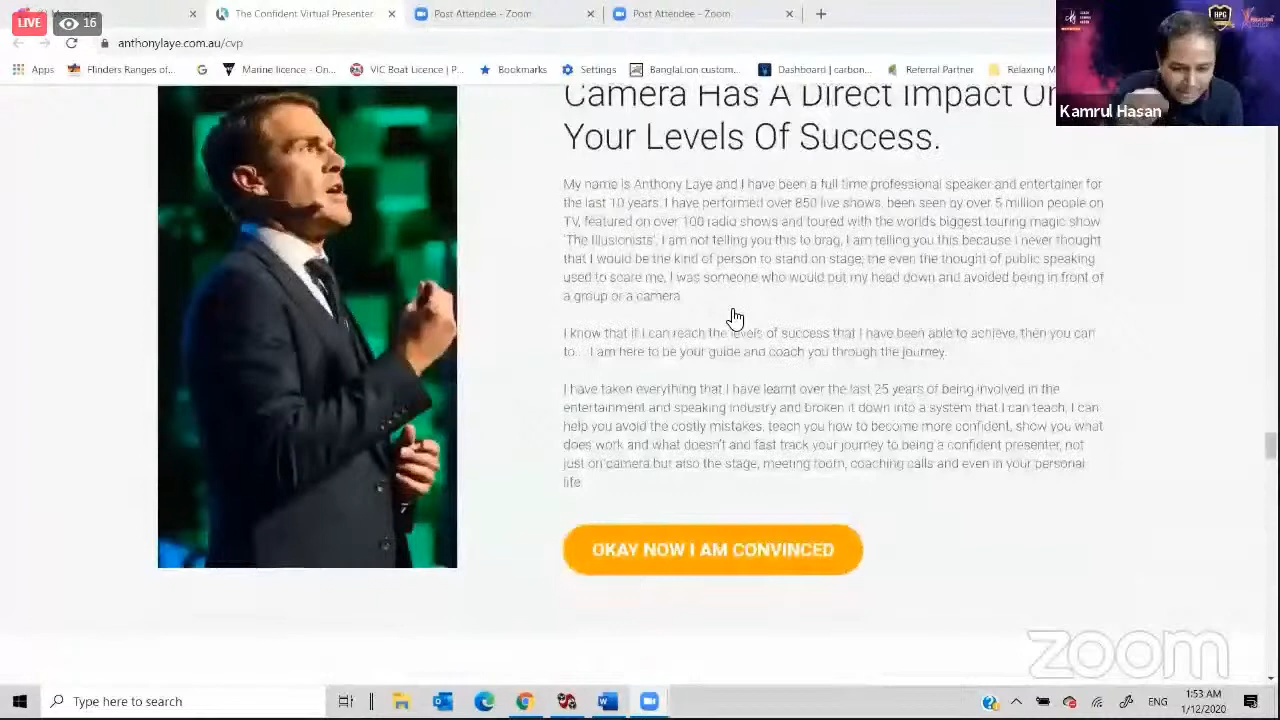 LIVE
16
The Confident Virtual Presenter
Post Attendee - Zoom
Post Attendee - Zoom
anthonylaye.com.au/cvp
Apps
Flinders Ranges of...
Marine licence - On...
VIC Boat Licence | P...
Bookmarks
Settings
BanglaLion custom...
Dashboard | carbon...
Referral Partner
Relaxing M
HPG
Kamrul Hasan
Camera Has A Direct Impact On
Your Levels Of Success.
My name is Anthony Laye and I have been a full time professional speaker and entertainer for
the last 10 years. I have performed over 850 live shows, been seen by over 5 million people on
TV, featured on over 100 radio shows and toured with the worlds biggest touring magic show
'The Illusionists'. I am not telling you this to brag, I am telling you this because I never thought
that I would be the kind of person to stand on stage, the even the thought of public speaking
used to scare me, I was someone who would put my head down and avoided being in front of
a group or a camera.
I know that if I can reach the levels of success that I have been able to achieve, then you can
to... I am here to be your guide and coach you through the journey.
I have taken everything that I have learnt over the last 25 years of being involved in the
entertainment and speaking industry and broken it down into a system that I can teach, I can
help you avoid the costly mistakes, teach you how to become more confident, show you what
does work and what doesn't and fast track your journey to being a confident presenter, not
just on camera but also the stage, meeting room, coaching calls and even in your personal
life.
OKAY NOW I AM CONVINCED
zoom
Type here to search
ENG
1:53 AM
1/12/2020